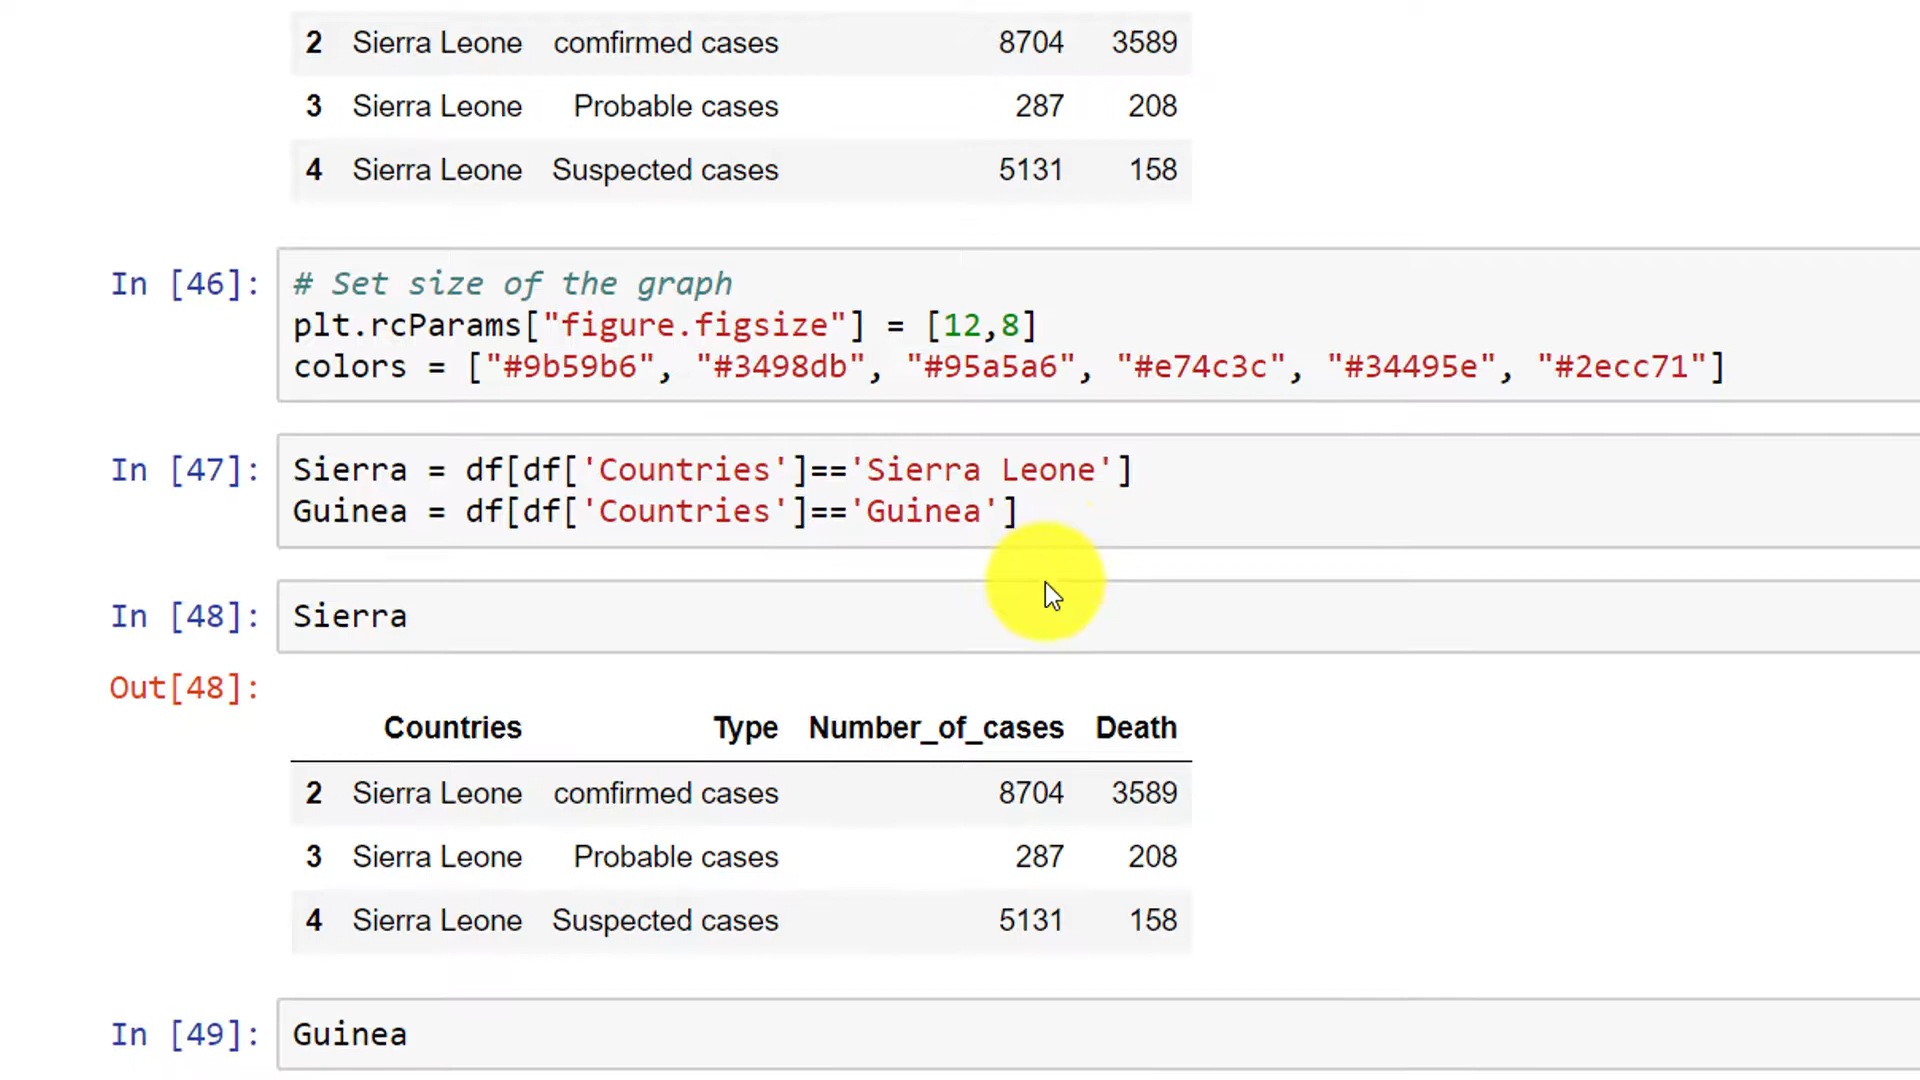 2 Sierra Leone comfirmed cases 8704 3589
3 Sierra Leone Probable cases 287 208
4 Sierra Leone Suspected cases 5131 158
In [46]: # Set size of the graph
plt.rcParams["figure.figsize"] = [12,8]
colors = ["#9b59b6", "#3498db", "#95a5a6", "#e74c3c", "#34495e", "#2ecc71"]
In [47]: Sierra = df[df['Countries']=='Sierra Leone']
Guinea = df[df['Countries']=='Guinea']
In [48]: Sierra
Out[48]:
Countries Type Number_of_cases Death
2 Sierra Leone comfirmed cases 8704 3589
3 Sierra Leone Probable cases 287 208
4 Sierra Leone Suspected cases 5131 158
In [49]: Guinea